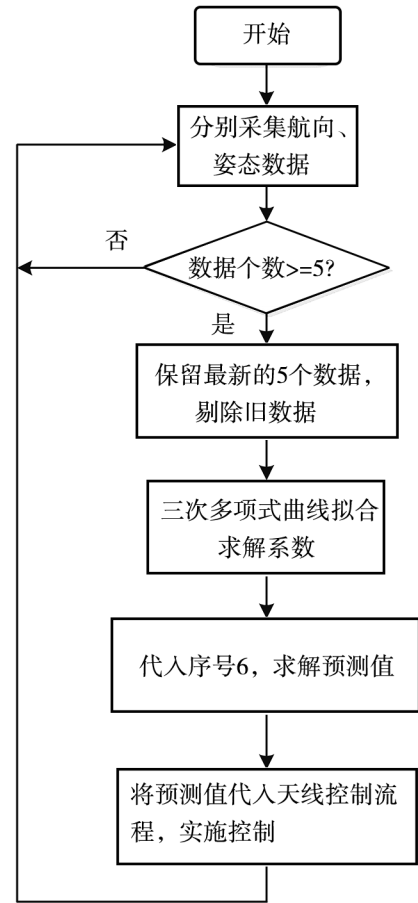 开始
分别采集航向、
姿态数据
否
数据个数>=5?
是
保留最新的5个数据，
剔除旧数据
三次多项式曲线拟合
求解系数
代入序号6，求解预测值
将预测值代入天线控制流
程，实施控制